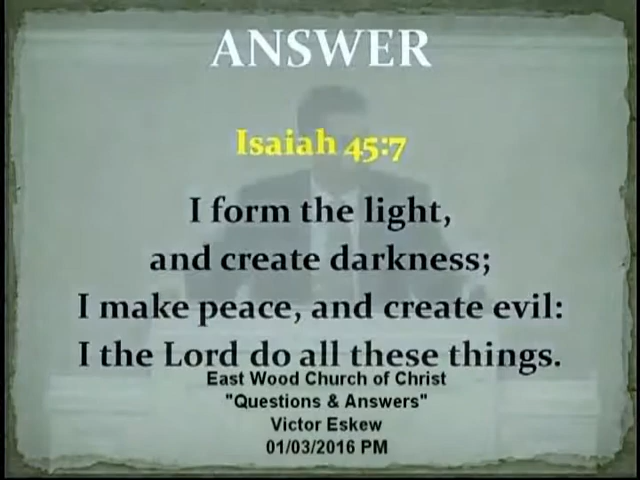 ANSWER
Isaiah 45:7
I form the light,
and create darkness;
I make peace, and create evil:
I the Lord do all these things.
East Wood Church of Christ
"Questions & Answers"
Victor Eskew
01/03/2016 PM